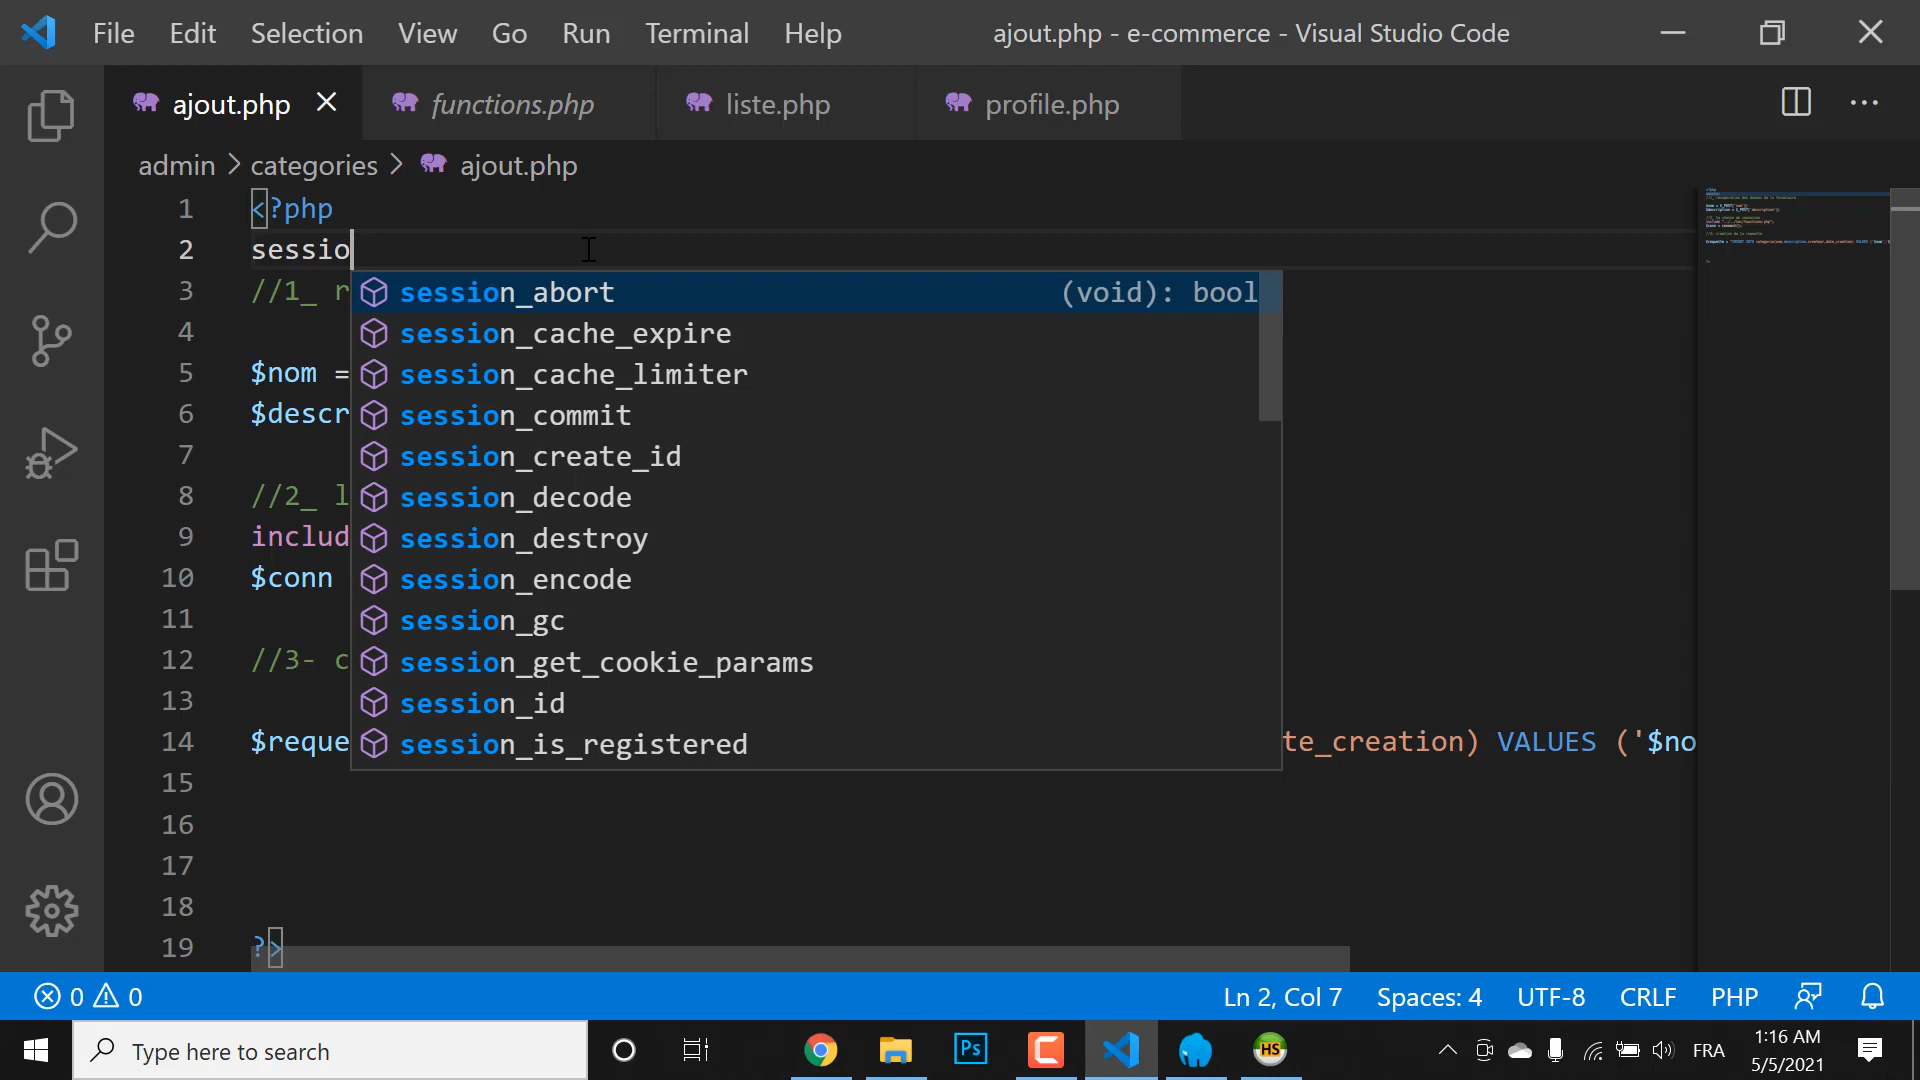 File Edit Selection View Go Run Terminal Help ajout.php - e-commerce - Visual Studio Code
ajout.php functions.php liste.php profile.php
admin > categories > ajout.php
1 <?php
2 sessio
3 //1_ r
4
5 $nom =
6 $descr
7
8 //2_ l
9 includ
10 $conn
11
12 //3- c
13
14 $reque te_creation) VALUES ('$no
15
16
17
18
19 ?>
session_abort (void): bool
session_cache_expire
session_cache_limiter
session_commit
session_create_id
session_decode
session_destroy
session_encode
session_gc
session_get_cookie_params
session_id
session_is_registered
0 0 Ln 2, Col 7 Spaces: 4 UTF-8 CRLF PHP
Type here to search Ps HS FRA 1:16 AM
5/5/2021